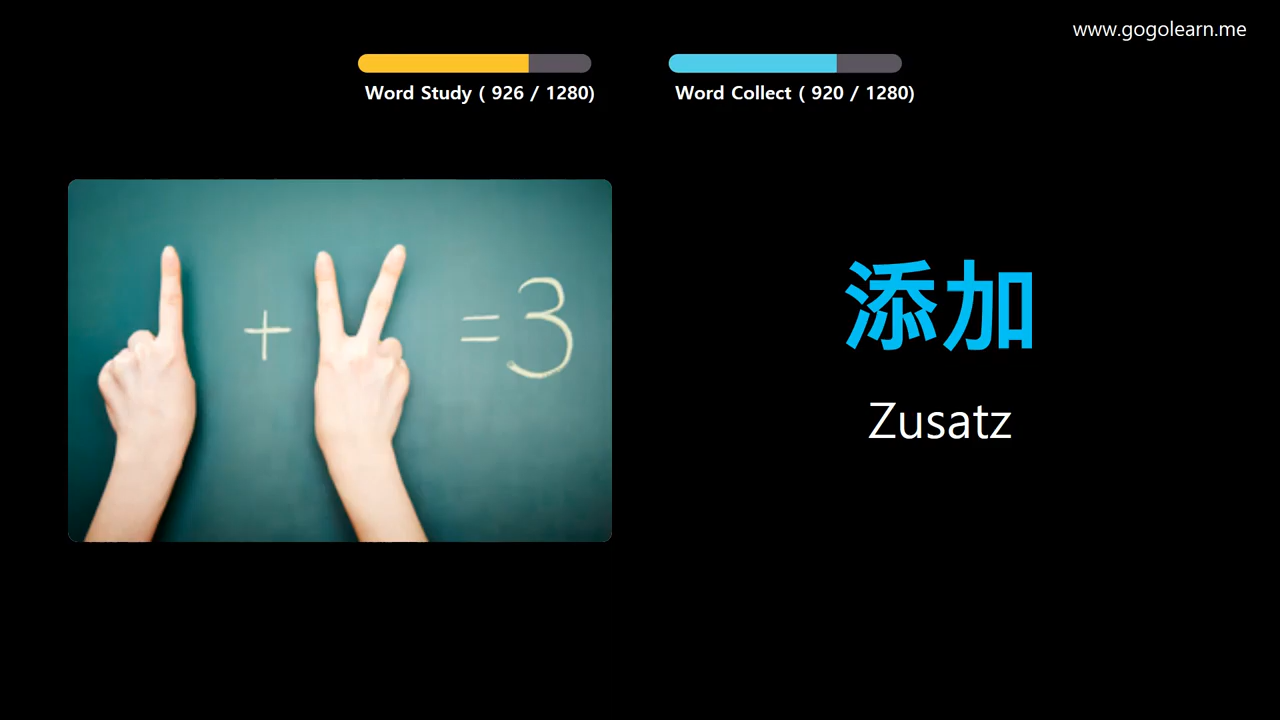 www.gogolearn.me
Word Study ( 926 / 1280)
Word Collect ( 920 / 1280)
+ = 3
添加
Zusatz